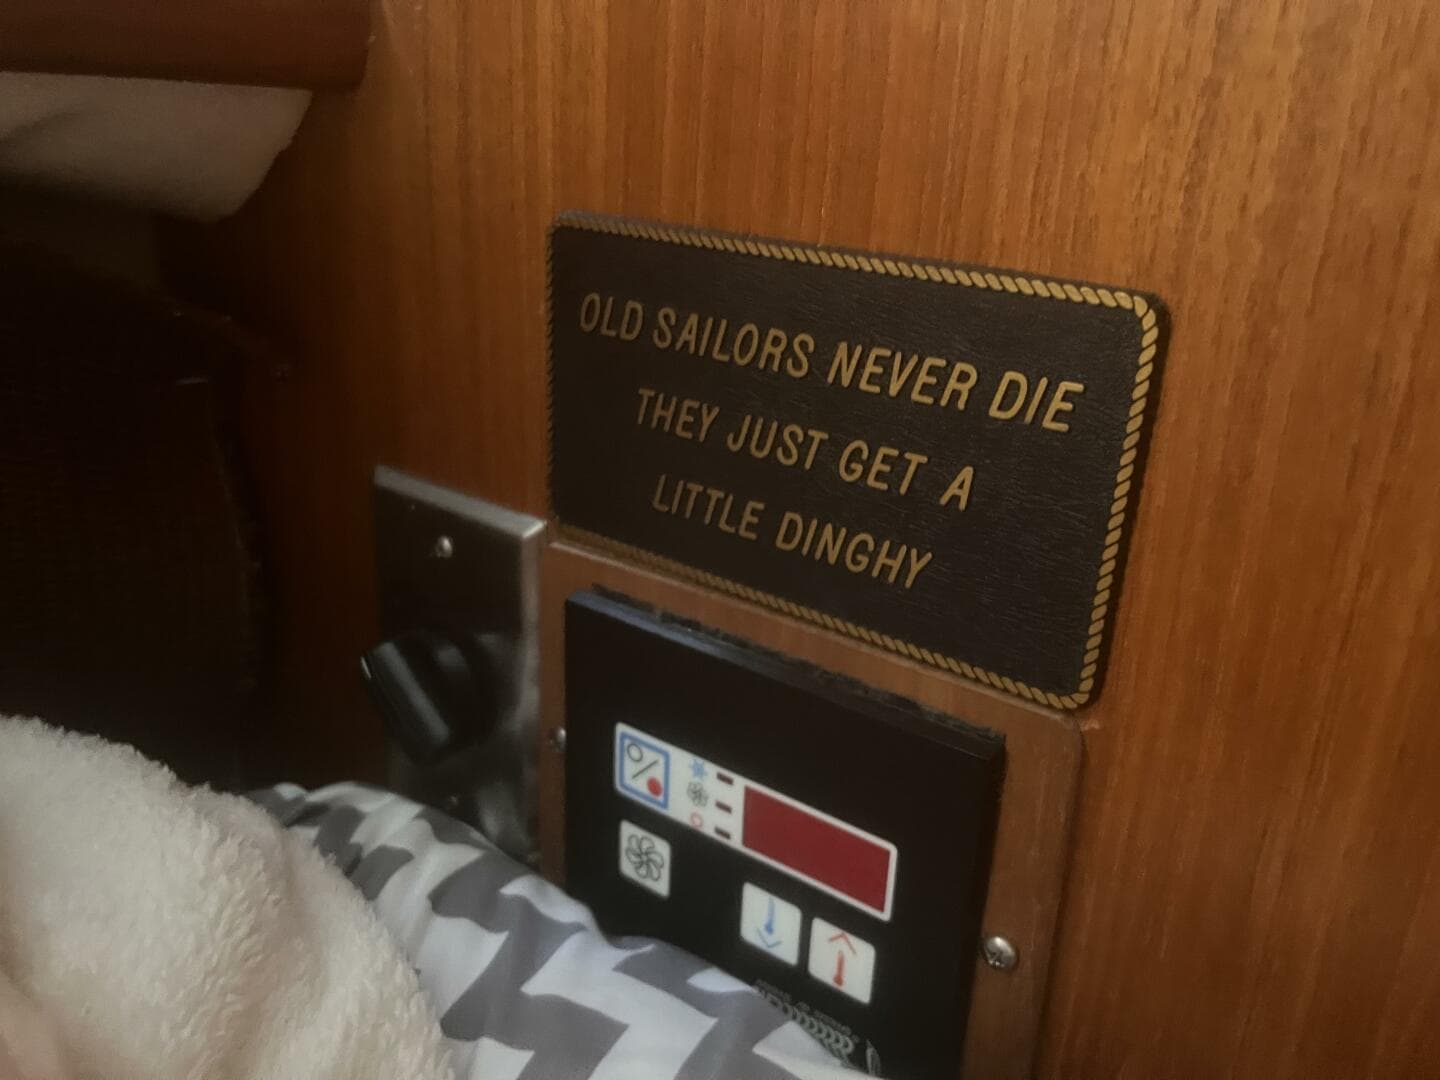 OLD SAILORS NEVER DIE
THEY JUST GET A
LITTLE DINGHY